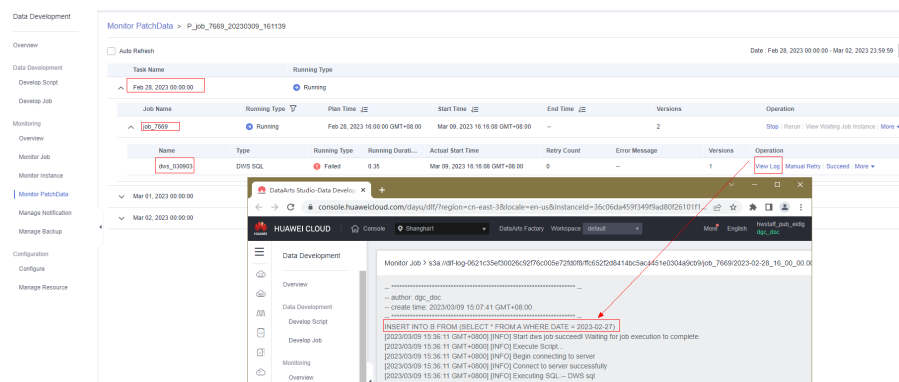 Data Development
Monitor PatchData > P_job_7669_20230309_161139
Overview
Auto Refresh
Date : Feb 28, 2023 00:00:00 - Mar 02, 2023 23:59:59
Data Development
Task Name Running Type
Develop Script
Feb 28, 2023 00:00:00 Running
Develop Job
Job Name Running Type Plan Time Start Time End Time Versions Operation
Monitoring
job_7669 Running Feb 28, 2023 16:00:00 GMT+08:00 Mar 09, 2023 16:16:08 GMT+08:00 -- 2 Stop Rerun View Waiting Job Instance More
Overview
Name Type Running Type Running Durati... Actual Start Time Retry Count Error Message Versions Operation
Monitor Job
dws_030903 DWS SQL Failed 0.35 Mar 09, 2023 16:16:08 GMT+08:00 0 -- 1 View Log Manual Retry Succeed More
Monitor Instance
Monitor PatchData
Mar 01, 2023 00:00:00
Manage Notification
Mar 02, 2023 00:00:00
Manage Backup
Configuration
Configure
Manage Resource
DataArts Studio-Data Develop
console.huaweicloud.com/dayu/dlf/?region=cn-east-3&locale=en-us&instanceId=36c06da459f349f9ad80f26101f1...
HUAWEI CLOUD Console Shanghai1 DataArts Factory Workspace default More English hwstaff_pub_eidlg
dgc_doc
Data Development
Monitor Job > s3a://dlf-log-0621c35ef30026c92f76c005e72fd0f8/ffc652f2d8414bc5ac4451e0304a9cb9/job_7669/2023-02-28_16_00_00.00
Overview
-- author: dgc_doc
-- create time: 2023/03/09 15:07:41 GMT+08:00
Data Development
Develop Script
INSERT INTO B FROM (SELECT * FROM A WHERE DATE = 2023-02-27)
[2023/03/09 15:36:11 GMT+0800] [INFO] Start dws job succeed! Waiting for job execution to complete.
Develop Job
[2023/03/09 15:36:11 GMT+0800] [INFO] Execute Script...
[2023/03/09 15:36:11 GMT+0800] [INFO] Begin connecting to server
Monitoring
[2023/03/09 15:36:11 GMT+0800] [INFO] Connect to server successfully
Overview
[2023/03/09 15:36:11 GMT+0800] [INFO] Executing SQL:-- DWS sql